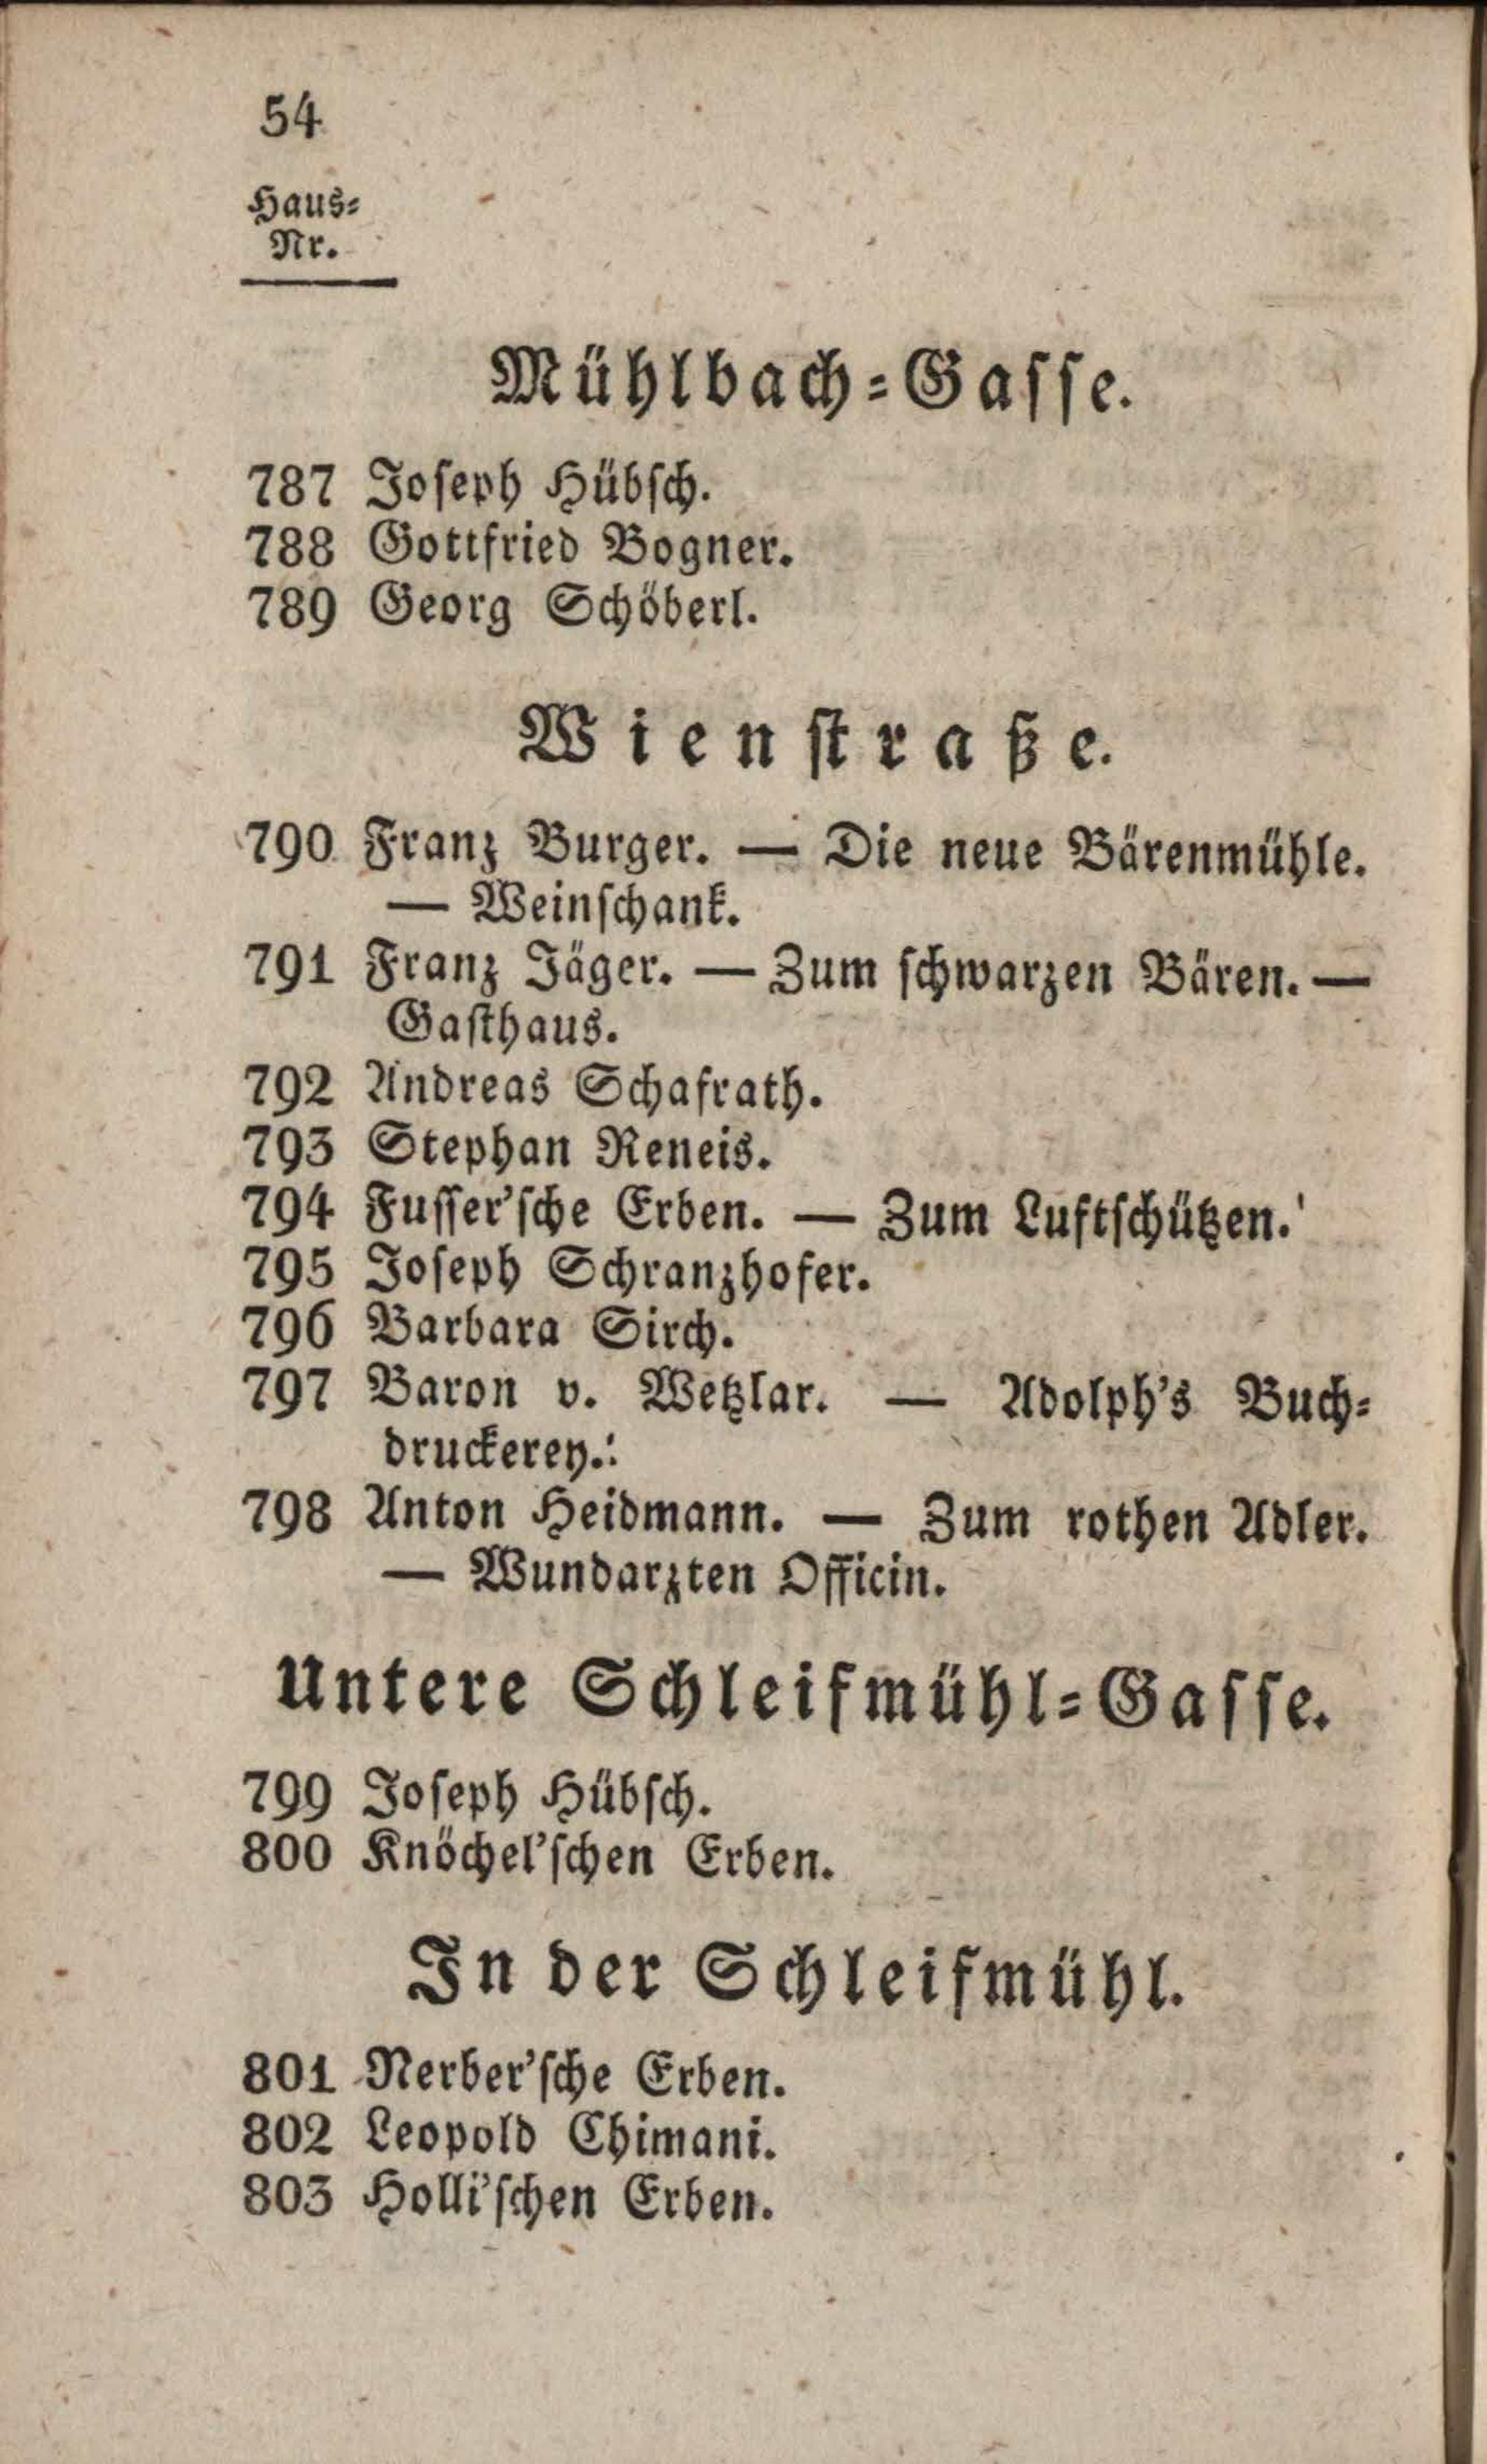 54
Haus-
Nr.
Mühlbach-Gasse.
787 Joseph Hübsch.
788 Gottfried Bogner.
789 Georg Schöberl.
Wienstraße.
790 Franz Burger. — Die neue Bärenmühle.
— Weinschank.
791 Franz Jäger. — Zum schwarzen Bären. —
Gasthaus.
792 Andreas Schafrath.
793 Stephan Reneis.
794 Fusser'sche Erben. — Zum Luftschützen.
795 Joseph Schranzhofer.
796 Barbara Sirch.
797 Baron v. Wetzlar. — Adolph's Buch-
druckerey.
798 Anton Heidmann. — Zum rothen Adler.
— Wundarzten Officin.
Untere Schleifmühl-Gasse.
799 Joseph Hübsch.
800 Knöchel'schen Erben.
In der Schleifmühl.
801 Nerber'sche Erben.
802 Leopold Chimani.
803 Holli'schen Erben.